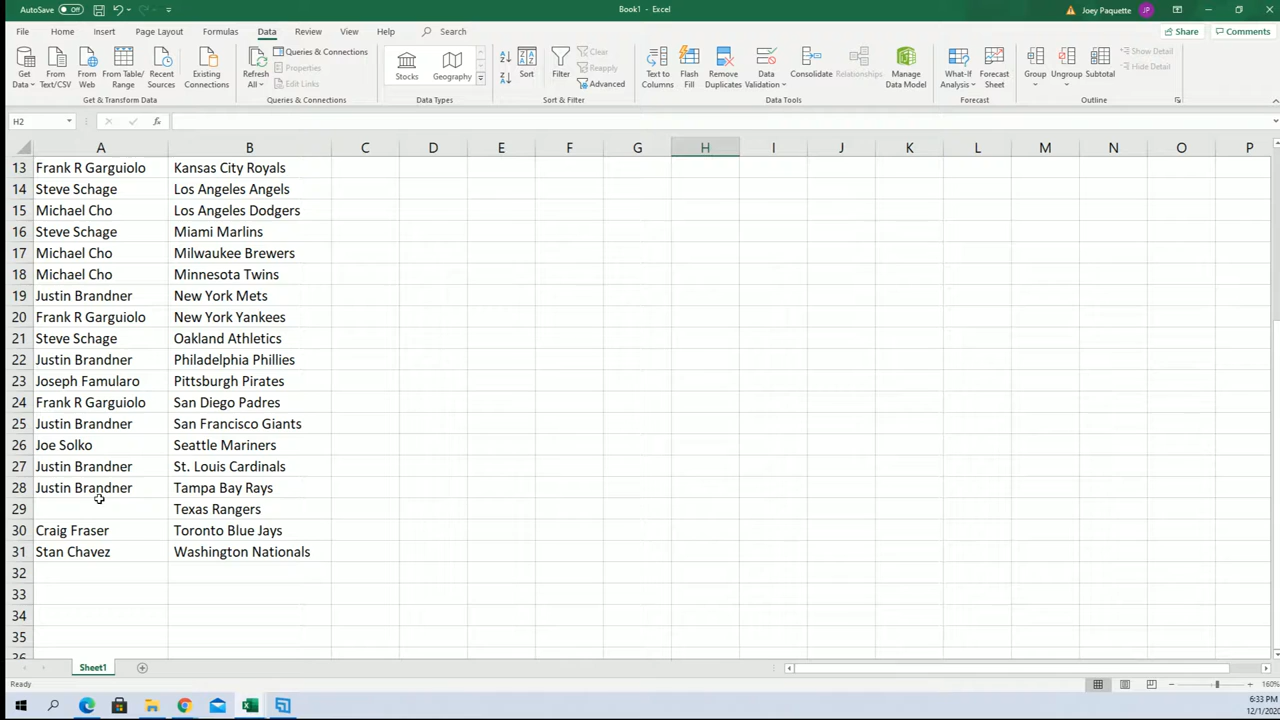 AutoSave Off Book1 - Excel Joey Paquette JP
File Home Insert Page Layout Formulas Data Review View Help Search Share Comments
Get Data From Text/CSV From Web From Table/Range Recent Sources Existing Connections
Get & Transform Data
Refresh All Queries & Connections Properties Edit Links
Queries & Connections
Stocks Geography
Data Types
Sort Filter Clear Reapply Advanced
Sort & Filter
Text to Columns Flash Fill Remove Duplicates Data Validation Consolidate Relationships Manage Data Model
Data Tools
What-If Analysis Forecast Sheet
Forecast
Group Ungroup Subtotal Show Detail Hide Detail
Outline
H2 fx
A B C D E F G H I J K L M N O P
13 Frank R Garguiolo Kansas City Royals
14 Steve Schage Los Angeles Angels
15 Michael Cho Los Angeles Dodgers
16 Steve Schage Miami Marlins
17 Michael Cho Milwaukee Brewers
18 Michael Cho Minnesota Twins
19 Justin Brandner New York Mets
20 Frank R Garguiolo New York Yankees
21 Steve Schage Oakland Athletics
22 Justin Brandner Philadelphia Phillies
23 Joseph Famularo Pittsburgh Pirates
24 Frank R Garguiolo San Diego Padres
25 Justin Brandner San Francisco Giants
26 Joe Solko Seattle Mariners
27 Justin Brandner St. Louis Cardinals
28 Justin Brandner Tampa Bay Rays
29 Texas Rangers
30 Craig Fraser Toronto Blue Jays
31 Stan Chavez Washington Nationals
32
33
34
35
36
Sheet1
Ready 160%
6:33 PM
12/1/2020